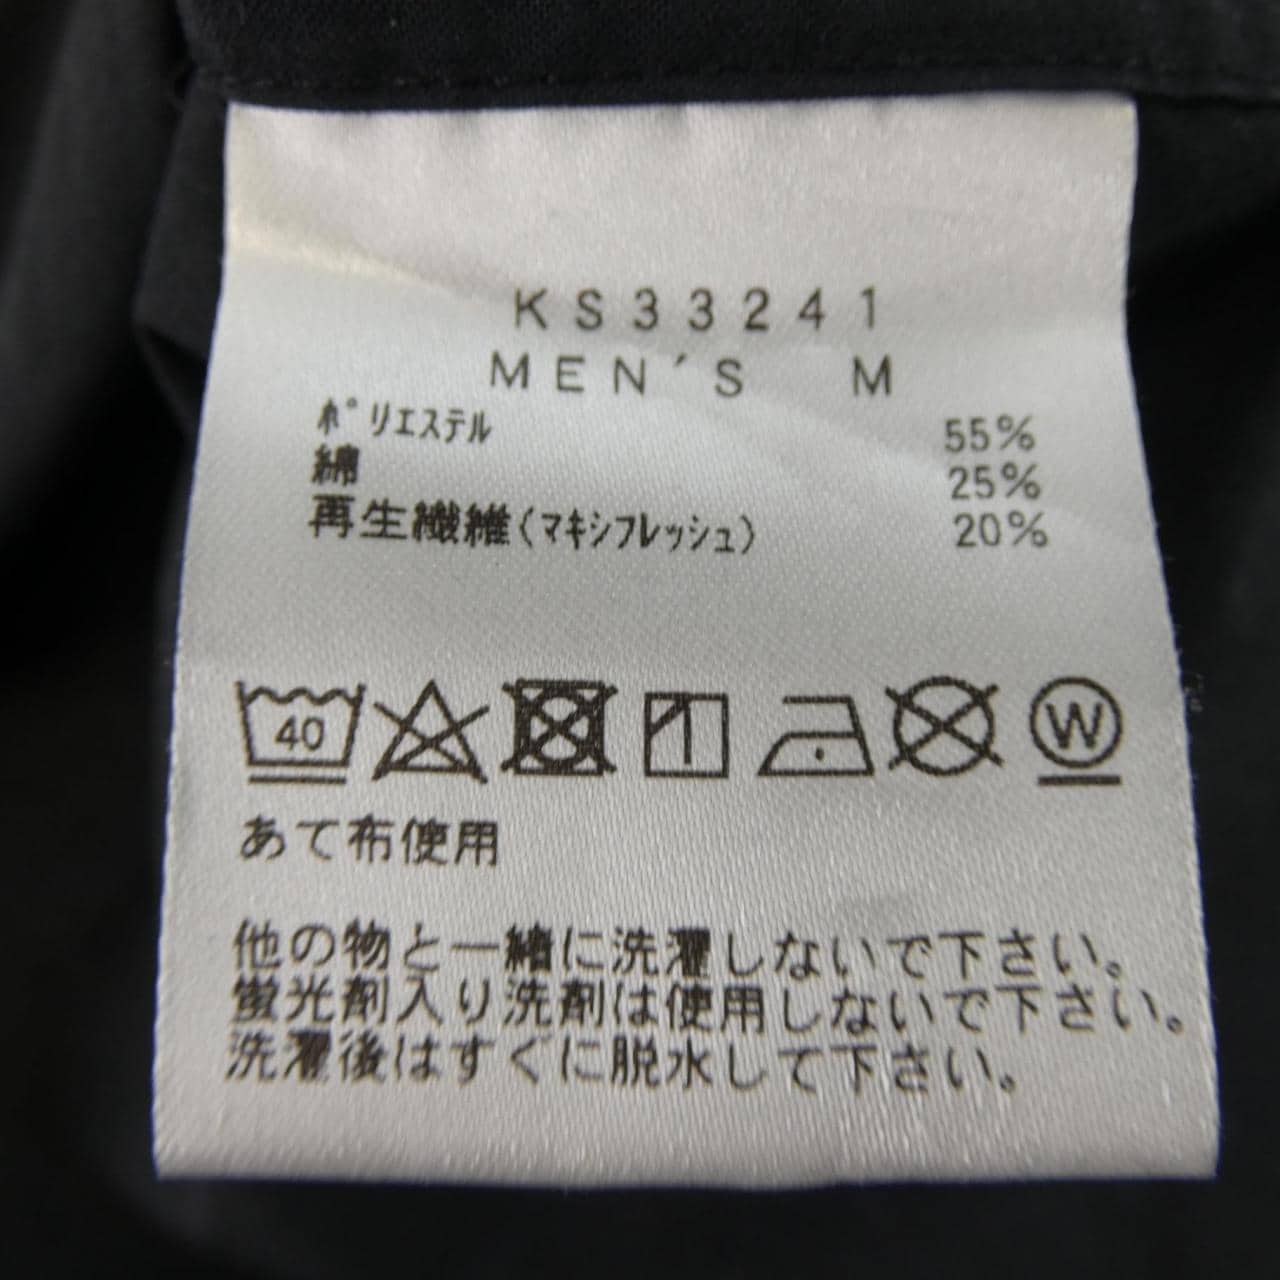 KS33241
MEN'S M
ポリエステル 55%
綿 25%
再生繊維(マキシフレッシュ) 20%
40
W
あて布使用
他の物と一緒に洗濯しないで下さい。
蛍光剤入り洗剤は使用しないで下さい。
洗濯後はすぐに脱水して下さい。